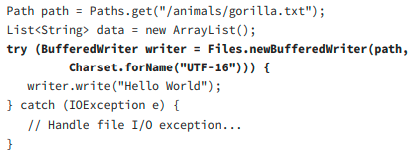 Path path = Paths.get("/animals/gorilla.txt");
List<String> data = new ArrayList();
try (BufferedWriter writer = Files.newBufferedWriter(path,
Charset.forName("UTF-16"))) {
writer.write("Hello World");
} catch (IOException e) {
// Handle file I/O exception...
}